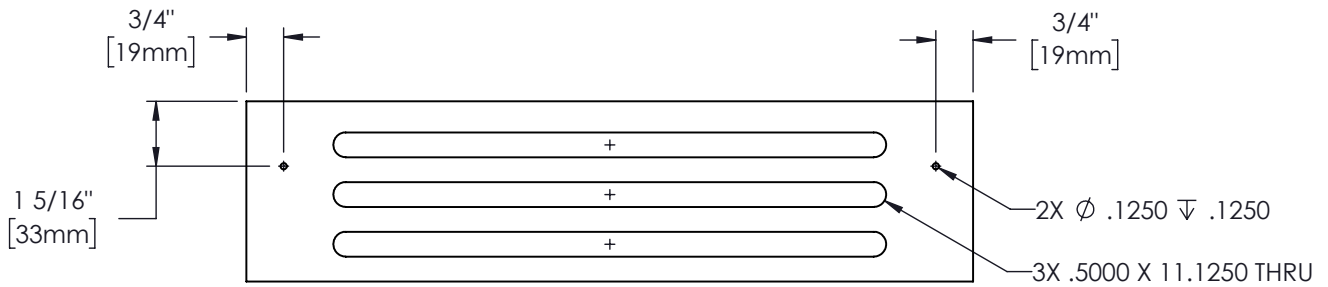 3/4"
[19mm]
3/4"
[19mm]
1 5/16"
[33mm]
2X ⌀ .1250 ↧ .1250
3X .5000 X 11.1250 THRU